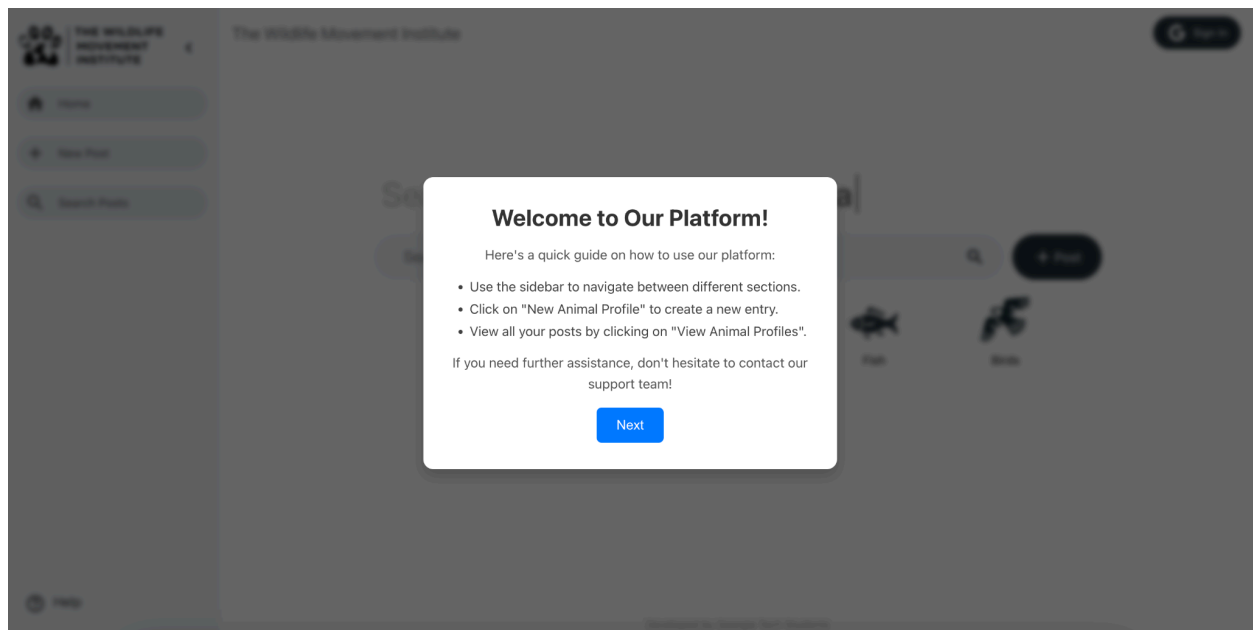 THE WILDLIFE
MOVEMENT
INSTITUTE
The Wildlife Movement Institute
Sign In
Home
New Post
Search Posts
Welcome to Our Platform!
Here's a quick guide on how to use our platform:
• Use the sidebar to navigate between different sections.
• Click on "New Animal Profile" to create a new entry.
• View all your posts by clicking on "View Animal Profiles".
If you need further assistance, don't hesitate to contact our
support team!
Next
+ Post
Fish
Birds
Help